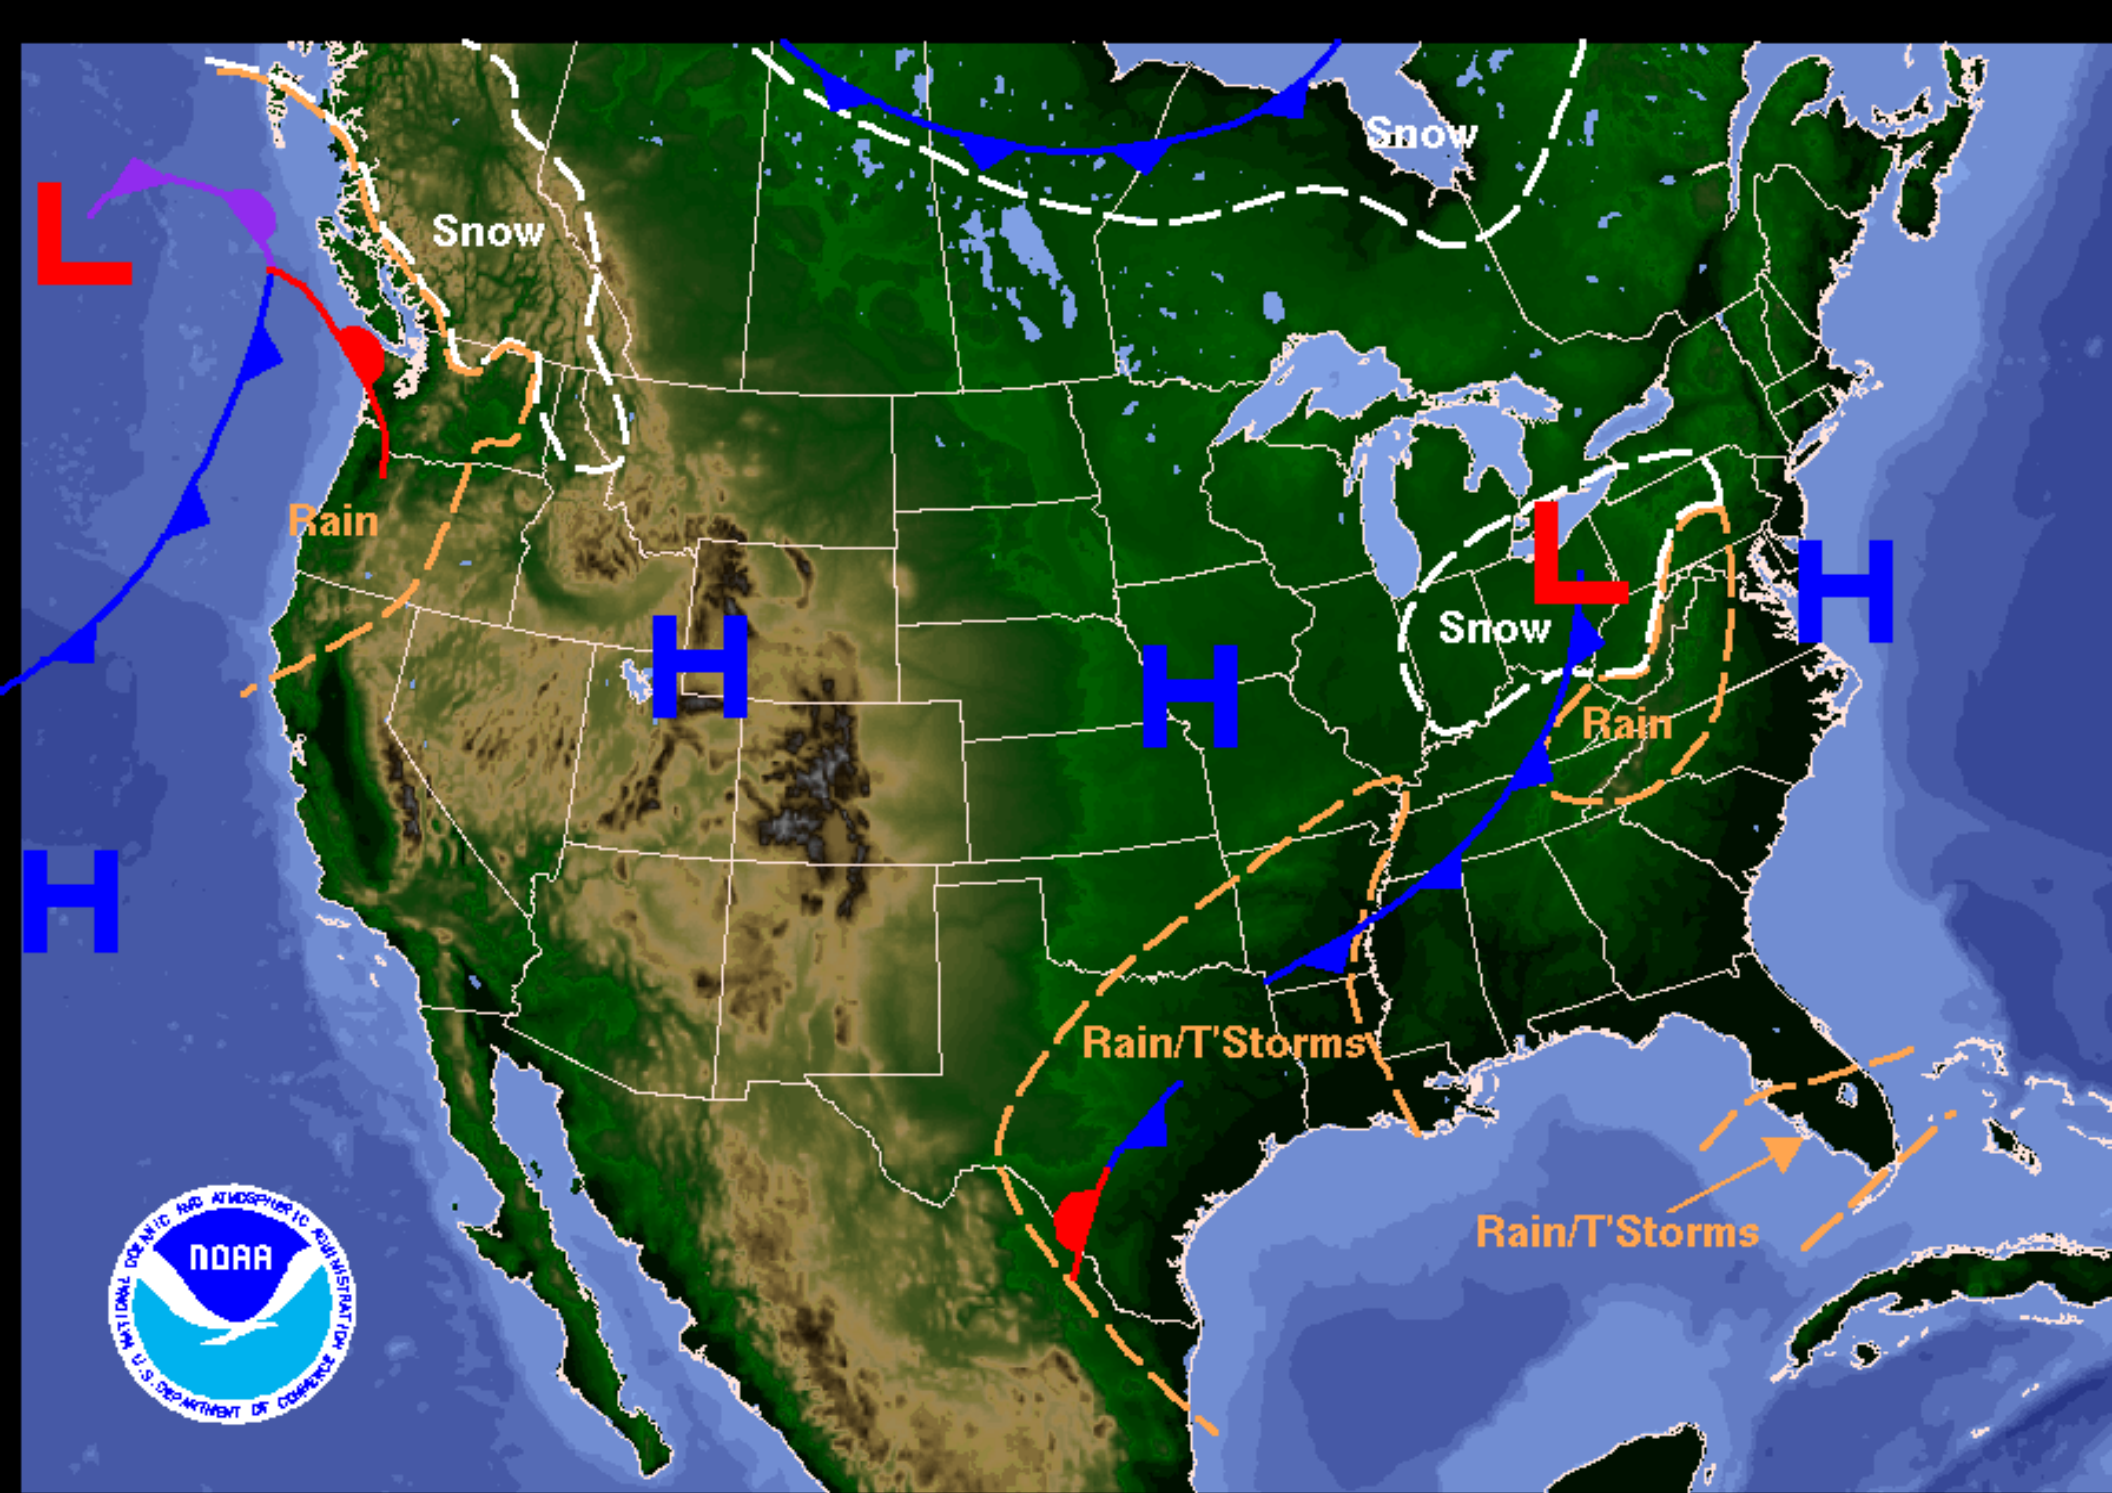 Snow
Snow
L
Rain
L
H
H
H
Snow
Rain
H
Rain/T'Storms
Rain/T'Storms
NOAA
NATIONAL OCEANIC AND ATMOSPHERIC ADMINISTRATION
U.S. DEPARTMENT OF COMMERCE